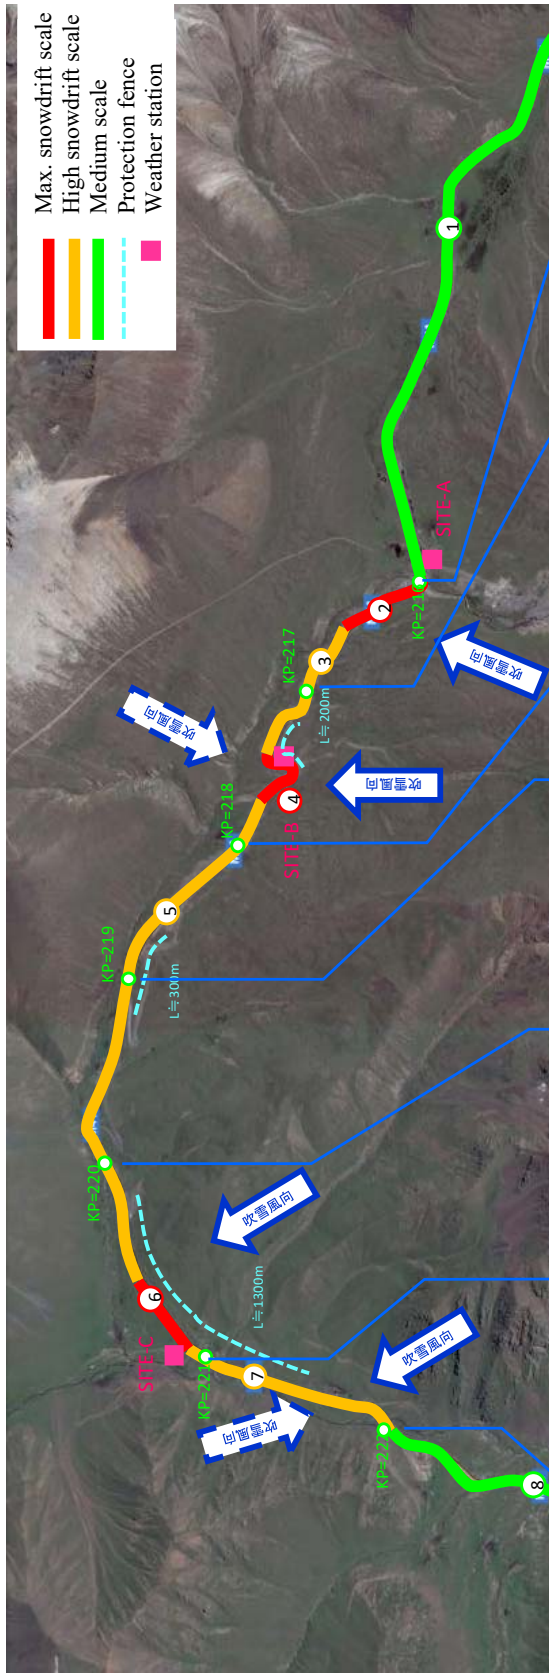 Max. snowdrift scale
High snowdrift scale
Medium scale
Protection fence
Weather station
1
SITE-A
KP=216
2
吹雪風向
3
KP=217
L≒200m
吹雪風向
吹雪風向
4
SITE-B
KP=218
5
KP=219
L≒300m
KP=220
吹雪風向
6
L≒1300m
SITE-C
KP=221
7
吹雪風向
吹雪風向
KP=222
8